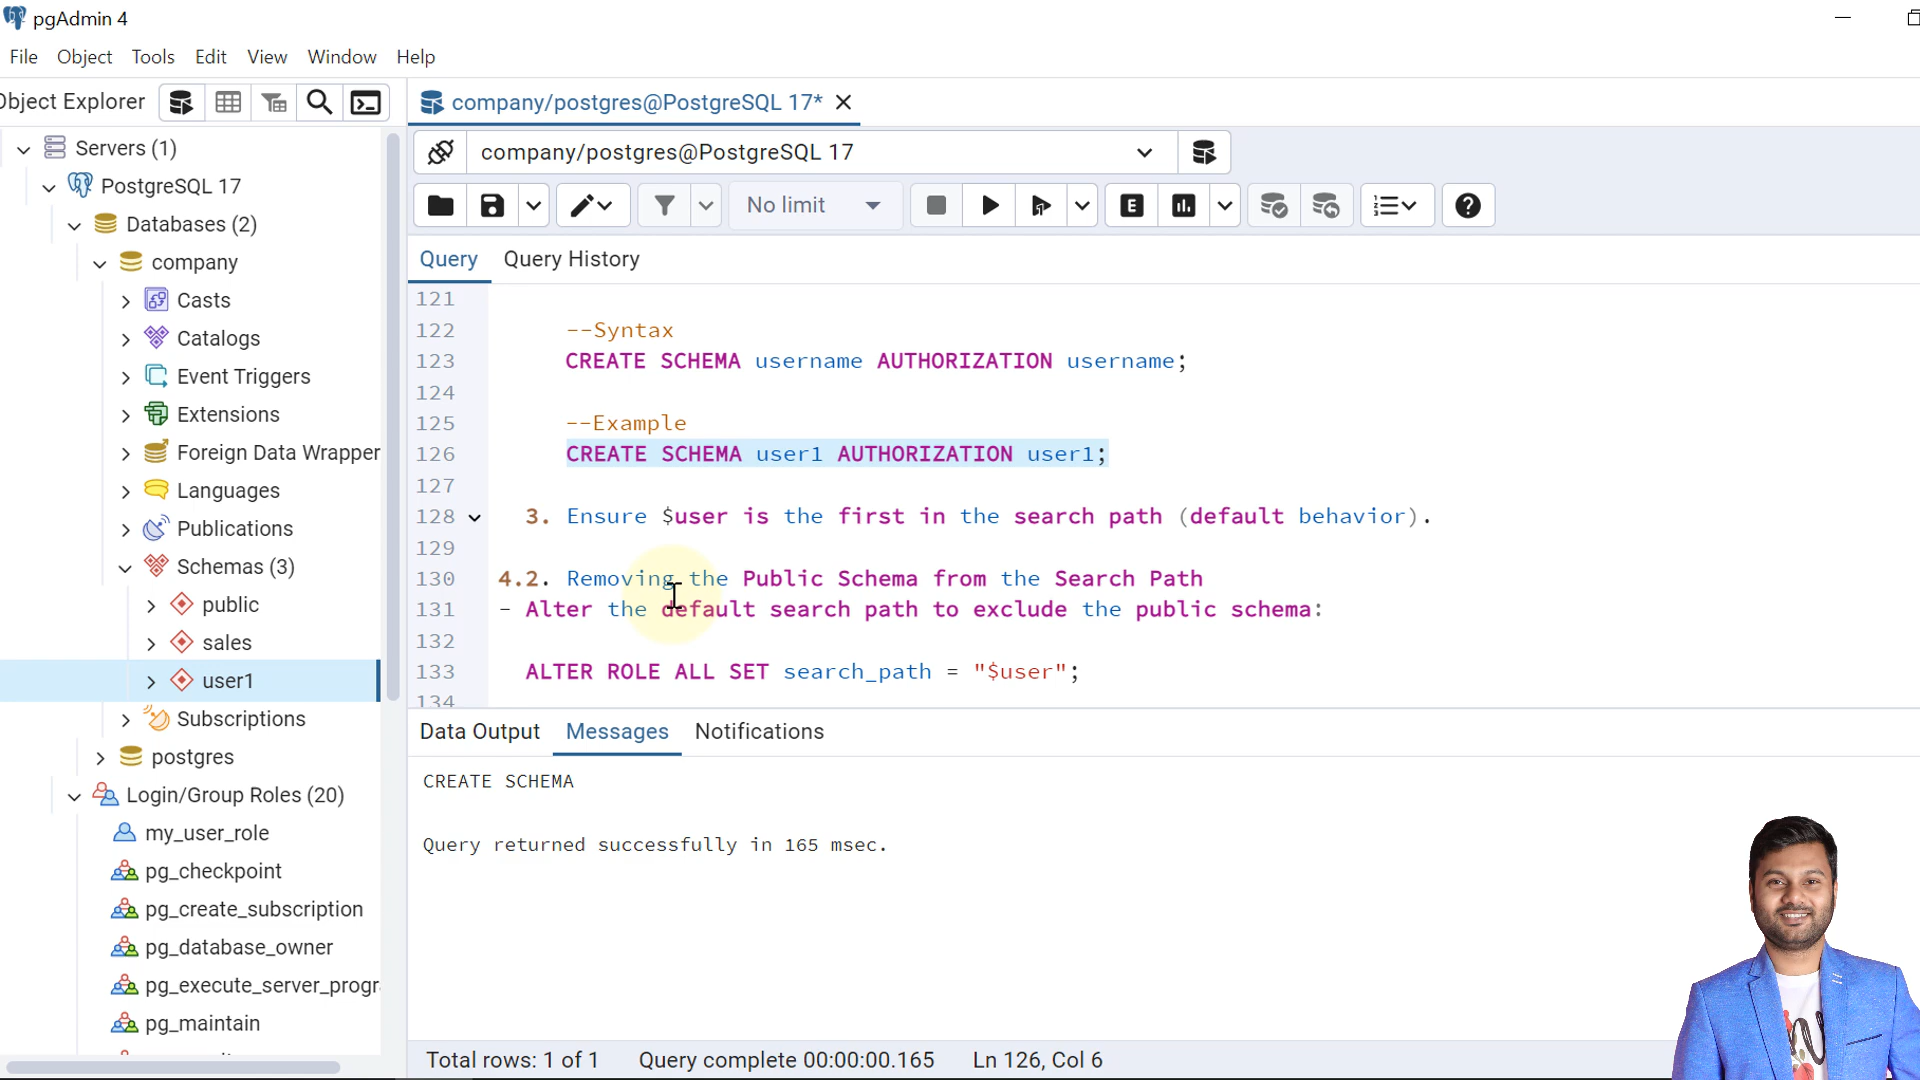 pgAdmin 4
File Object Tools Edit View Window Help
Object Explorer
company/postgres@PostgreSQL 17*
Servers (1)
PostgreSQL 17
Databases (2)
company
Casts
Catalogs
Event Triggers
Extensions
Foreign Data Wrapper
Languages
Publications
Schemas (3)
public
sales
user1
Subscriptions
postgres
Login/Group Roles (20)
my_user_role
pg_checkpoint
pg_create_subscription
pg_database_owner
pg_execute_server_progr
pg_maintain
company/postgres@PostgreSQL 17
No limit
E
Query Query History
121
122 --Syntax
123 CREATE SCHEMA username AUTHORIZATION username;
124
125 --Example
126 CREATE SCHEMA user1 AUTHORIZATION user1;
127
128 3. Ensure $user is the first in the search path (default behavior).
129
130 4.2. Removing the Public Schema from the Search Path
131 - Alter the default search path to exclude the public schema:
132
133 ALTER ROLE ALL SET search_path = "$user";
134
Data Output Messages Notifications
CREATE SCHEMA
Query returned successfully in 165 msec.
Total rows: 1 of 1 Query complete 00:00:00.165 Ln 126, Col 6